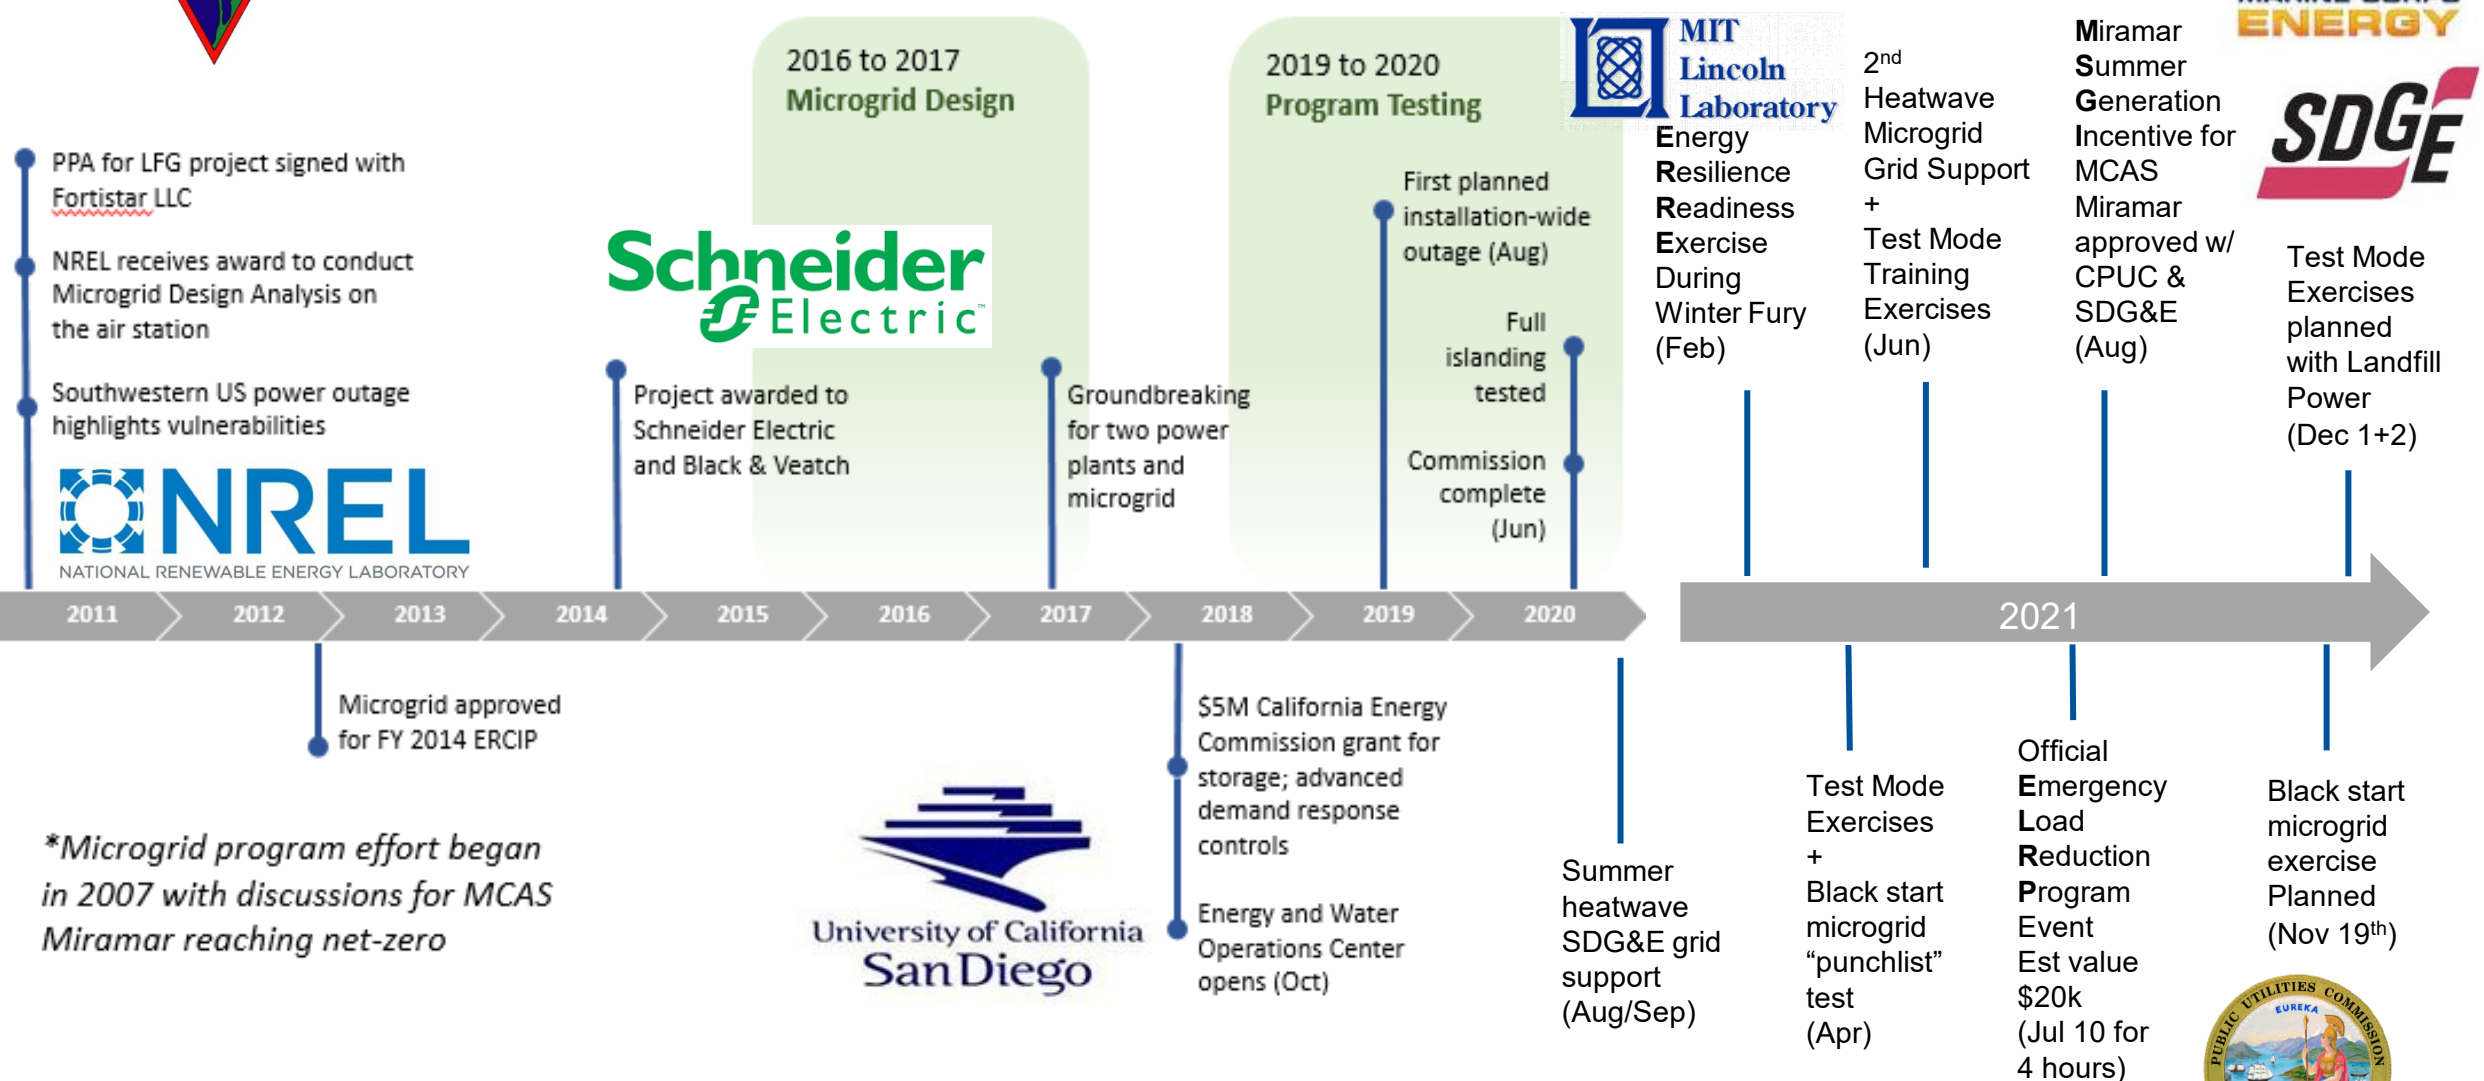 2016 to 2017
Microgrid Design
2019 to 2020
Program Testing
MIT
Lincoln
Laboratory
ENERGY
SDGE
PPA for LFG project signed with
Fortistar LLC
NREL receives award to conduct
Microgrid Design Analysis on
the air station
Southwestern US power outage
highlights vulnerabilities
NREL
NATIONAL RENEWABLE ENERGY LABORATORY
Schneider
Electric™
Project awarded to
Schneider Electric
and Black & Veatch
Groundbreaking
for two power
plants and
microgrid
First planned
installation-wide
outage (Aug)
Full
islanding
tested
Commission
complete
(Jun)
Energy
Resilience
Readiness
Exercise
During
Winter Fury
(Feb)
2nd
Heatwave
Microgrid
Grid Support
+
Test Mode
Training
Exercises
(Jun)
Miramar
Summer
Generation
Incentive for
MCAS
Miramar
approved w/
CPUC &
SDG&E
(Aug)
Test Mode
Exercises
planned
with Landfill
Power
(Dec 1+2)
2011
2012
2013
2014
2015
2016
2017
2018
2019
2020
2021
Microgrid approved
for FY 2014 ERCIP
*Microgrid program effort began
in 2007 with discussions for MCAS
Miramar reaching net-zero
University of California
San Diego
$5M California Energy
Commission grant for
storage; advanced
demand response
controls
Energy and Water
Operations Center
opens (Oct)
Summer
heatwave
SDG&E grid
support
(Aug/Sep)
Test Mode
Exercises
+
Black start
microgrid
“punchlist”
test
(Apr)
Official
Emergency
Load
Reduction
Program
Event
Est value
$20k
(Jul 10 for
4 hours)
Black start
microgrid
exercise
Planned
(Nov 19th)
PUBLIC UTILITIES COMMISSION
EUREKA